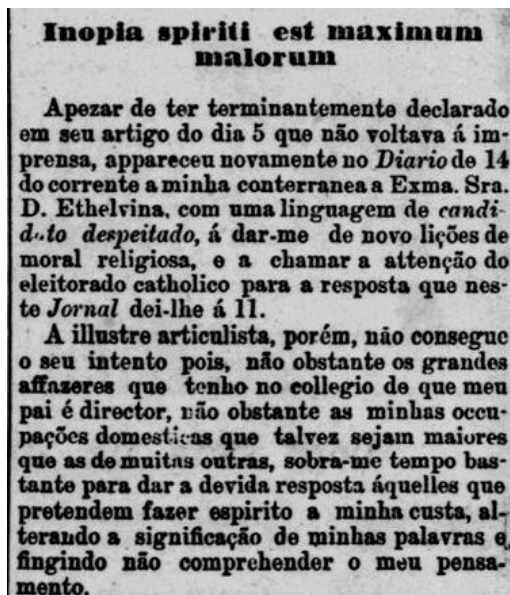 Inopia spiriti est maximum
malorum
Apezar de ter terminantemente declarado
em seu artigo do dia 5 que não voltava á im-
prensa, appareceu novamente no Diario de 14
do corrente a minha conterranea a Exma. Sra.
D. Ethelvina, com uma linguagem de candi-
dato despeitado, á dar-me de novo lições de
moral religiosa, e a chamar a attenção do
eleitorado catholico para a resposta que nes-
te Jornal dei-lhe á 11.
A illustre articulista, porém, não consegue
o seu intento pois, não obstante os grandes
affazeres que tenho no collegio de que meu
pai é director, não obstante as minhas occu-
pações domesticas que talvez sejam maiores
que as de muitas outras, sobra-me tempo bas-
tante para dar a devida resposta áquelles que
pretendem fazer espirito a minha custa, al-
terando a significação de minhas palavras e
fingindo não comprehender o meu pensa-
mento.